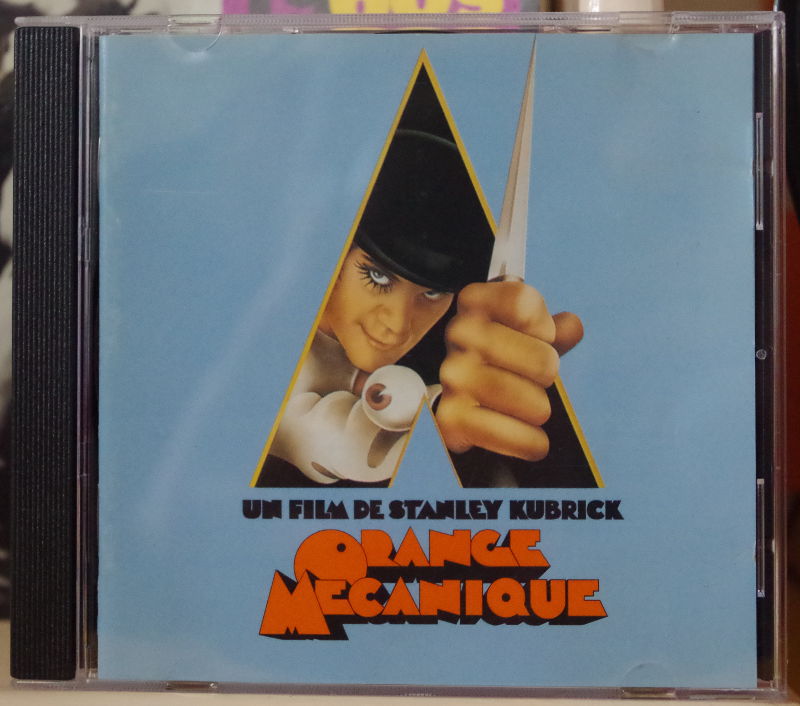 UN FILM DE STANLEY KUBRICK
ORANGE
MECANIQUE